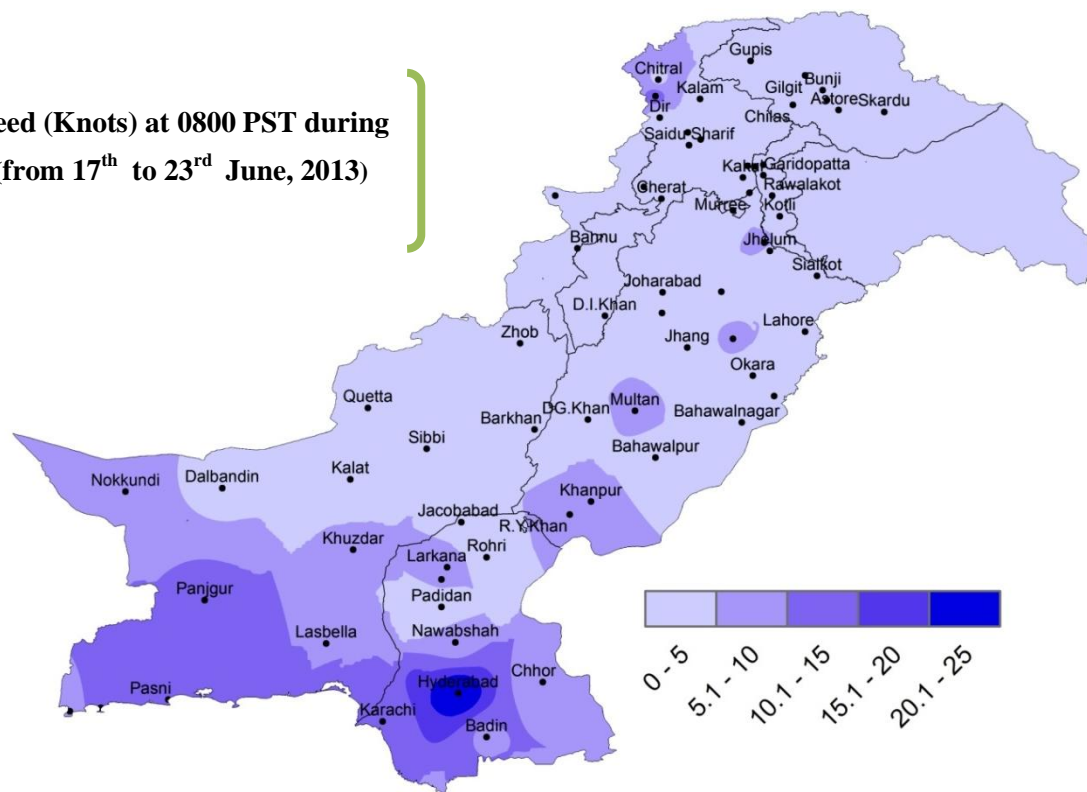 eed (Knots) at 0800 PST during
from 17th to 23rd June, 2013)
Gupis
Chitral
Bunji
Gilgit
Kalam
Astore
Skardu
Dir
Chilas
Saidu Sharif
Garidopatta
Rawalakot
Cherat
Murree
Kotli
Bannu
Jhelum
Sialkot
Joharabad
D.I.Khan
Lahore
Zhob
Jhang
Okara
Quetta
Multan
DG.Khan
Bahawalnagar
Barkhan
Sibbi
Bahawalpur
Kalat
Dalbandin
Nokkundi
Khanpur
Jacobabad
R.Y.Khan
Khuzdar
Rohri
Larkana
Panjgur
Padidan
Lasbella
Nawabshah
Chhor
Pasni
Hyderabad
Karachi
Badin
0 - 5
5.1 - 10
10.1 - 15
15.1 - 20
20.1 - 25